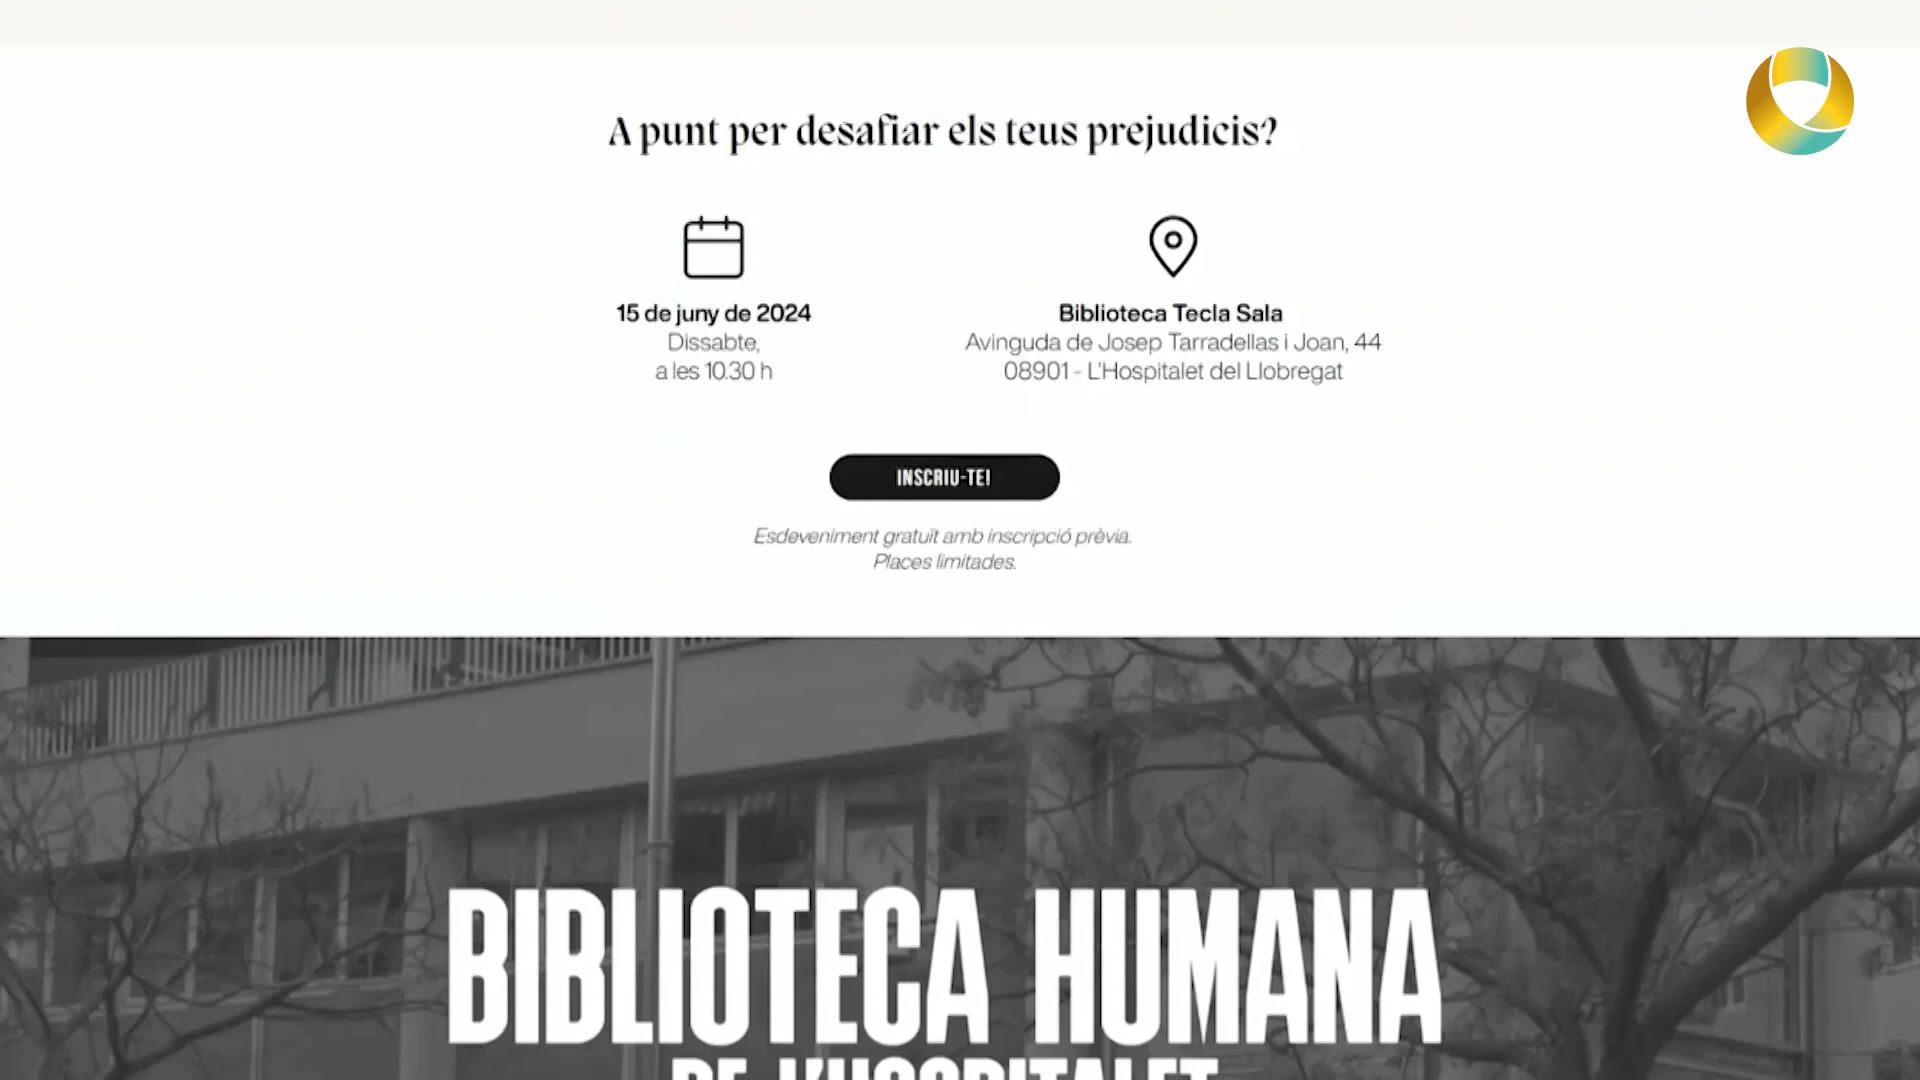 A punt per desafiar els teus prejudicis?
15 de juny de 2024
Dissabte,
a les 10.30 h
Biblioteca Tecla Sala
Avinguda de Josep Tarradellas i Joan, 44
08901 - L'Hospitalet del Llobregat
INSCRIU-TE!
Esdeveniment gratuït amb inscripció prèvia.
Places limitades.
BIBLIOTECA HUMANA
DE L'HOSPITALET